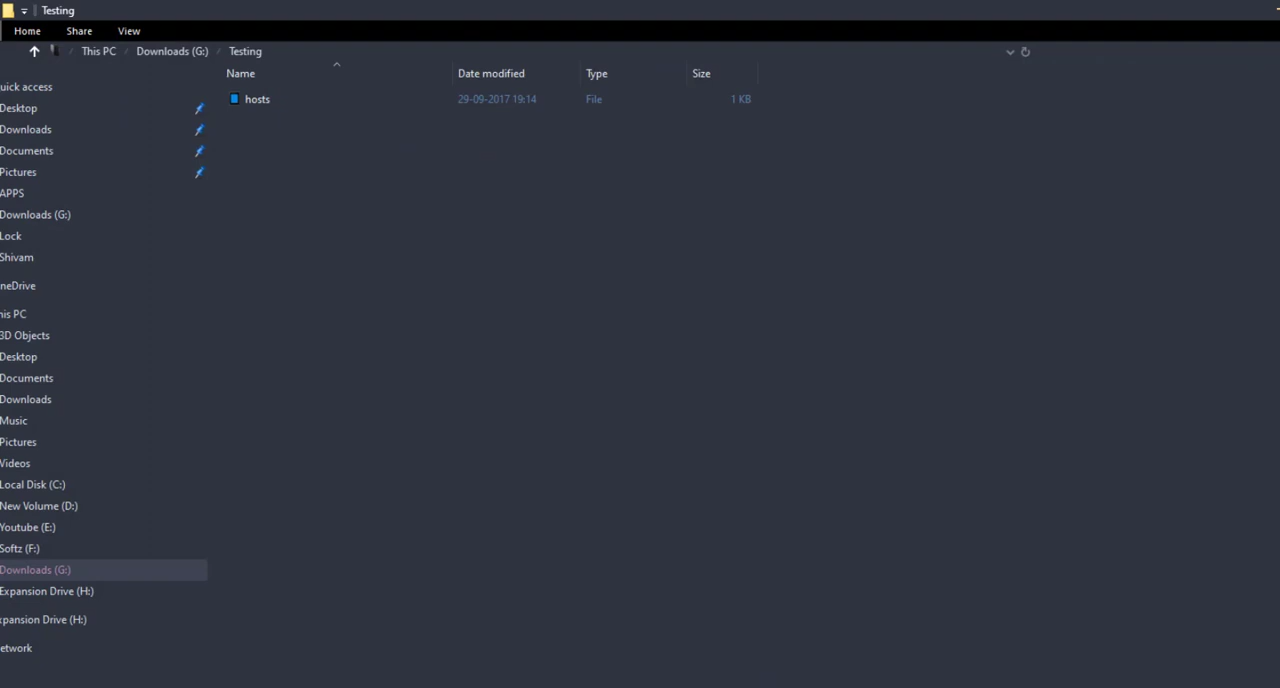 Testing
Home Share View
This PC Downloads (G:) Testing
Name Date modified Type Size
hosts 29-09-2017 19:14 File 1 KB
uick access
Desktop
Downloads
Documents
Pictures
APPS
Downloads (G:)
Lock
Shivam
neDrive
his PC
3D Objects
Desktop
Documents
Downloads
Music
Pictures
Videos
Local Disk (C:)
New Volume (D:)
Youtube (E:)
Softz (F:)
Downloads (G:)
Expansion Drive (H:)
xpansion Drive (H:)
etwork